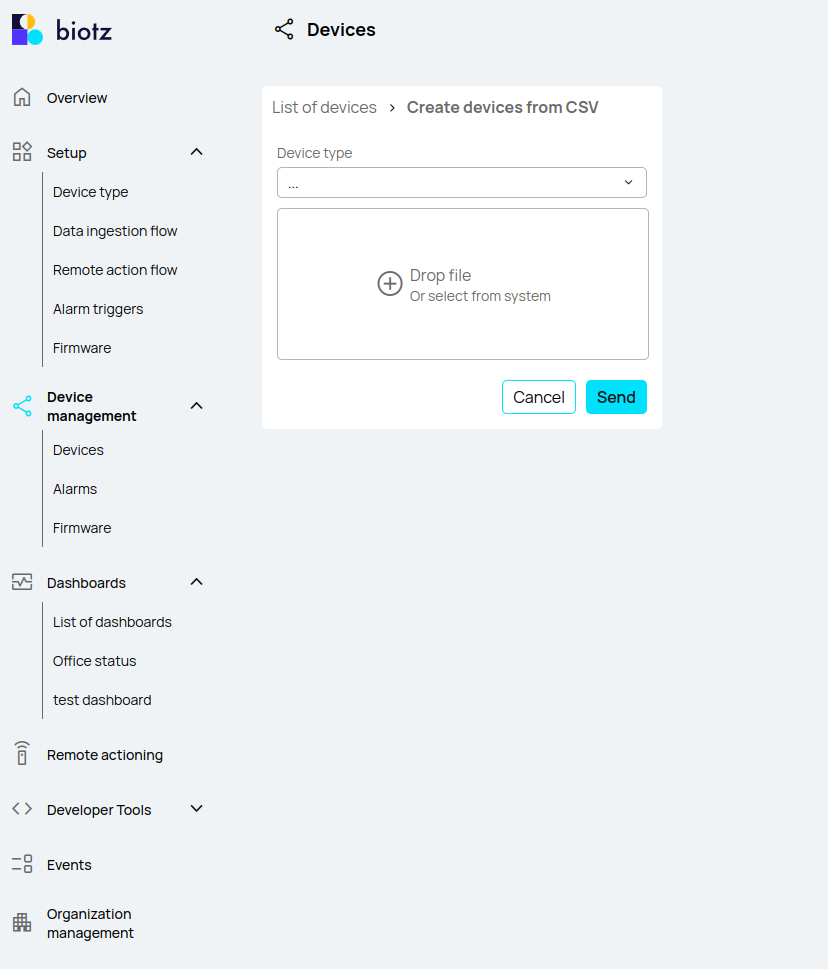 biotz
Devices
Overview
Setup
Device type
Data ingestion flow
Remote action flow
Alarm triggers
Firmware
Device
management
Devices
Alarms
Firmware
Dashboards
List of dashboards
Office status
test dashboard
Remote actioning
Developer Tools
Events
Organization
management
List of devices › Create devices from CSV
Device type
...
Drop file
Or select from system
Cancel Send